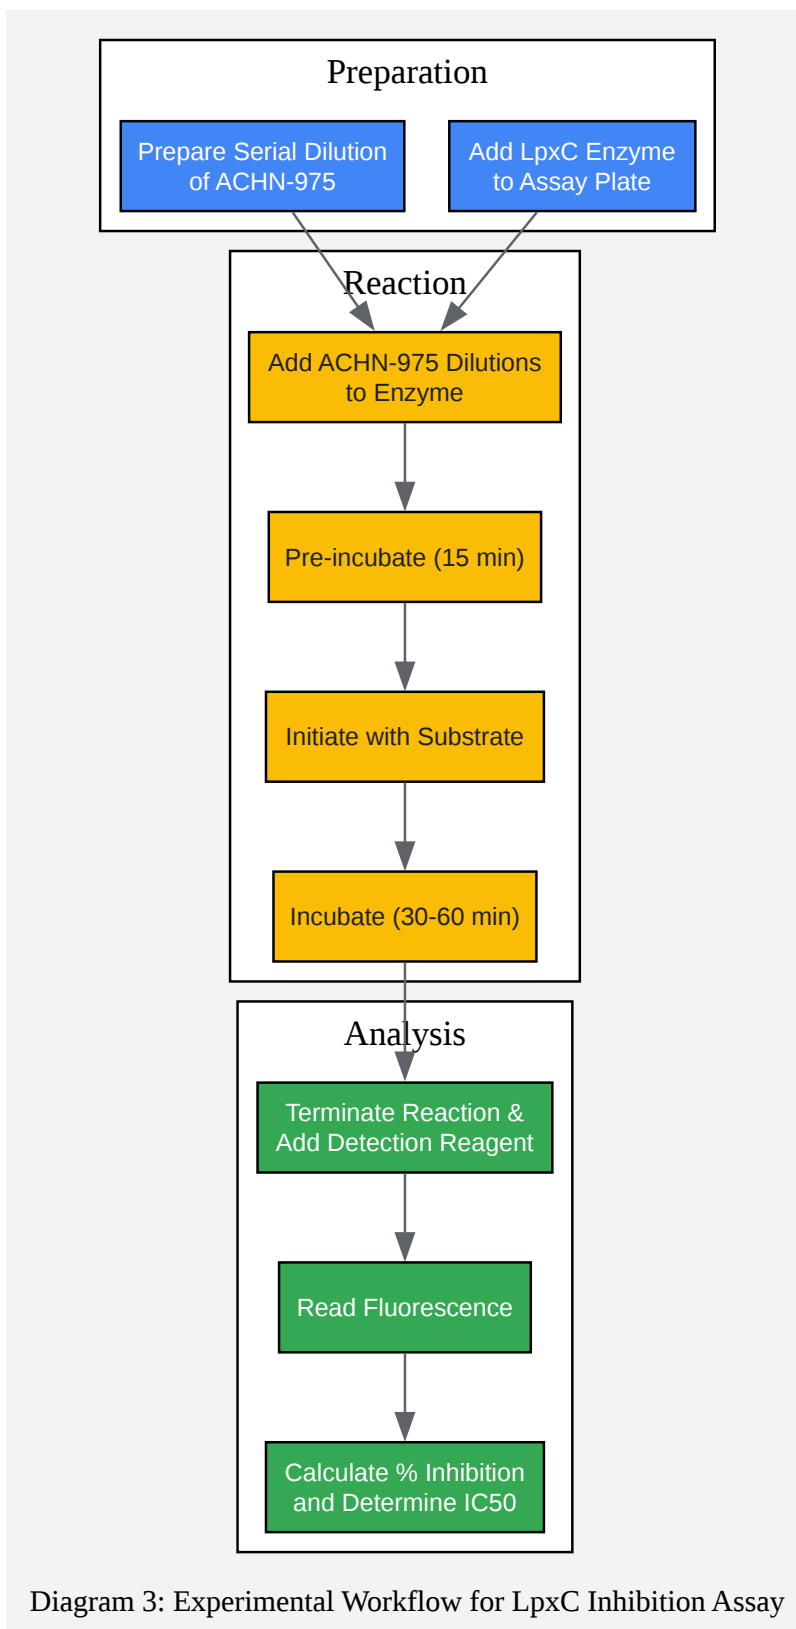 Preparation
Prepare Serial Dilution
of ACHN-975
Add LpxC Enzyme
to Assay Plate
Reaction
Add ACHN-975 Dilutions
to Enzyme
Pre-incubate (15 min)
Initiate with Substrate
Incubate (30-60 min)
Analysis
Terminate Reaction &
Add Detection Reagent
Read Fluorescence
Calculate % Inhibition
and Determine IC50
Diagram 3: Experimental Workflow for LpxC Inhibition Assay